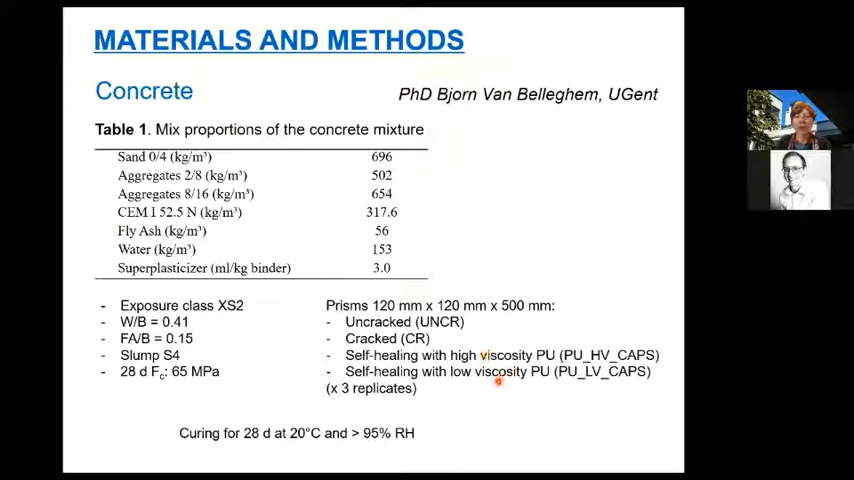 MATERIALS AND METHODS
Concrete
PhD Bjorn Van Belleghem, UGent
Table 1. Mix proportions of the concrete mixture
Sand 0/4 (kg/m³) 696
Aggregates 2/8 (kg/m³) 502
Aggregates 8/16 (kg/m³) 654
CEM I 52.5 N (kg/m³) 317.6
Fly Ash (kg/m³) 56
Water (kg/m³) 153
Superplasticizer (ml/kg binder) 3.0
- Exposure class XS2
- W/B = 0.41
- FA/B = 0.15
- Slump S4
- 28 d Fc: 65 MPa
Prisms 120 mm x 120 mm x 500 mm:
- Uncracked (UNCR)
- Cracked (CR)
- Self-healing with high viscosity PU (PU_HV_CAPS)
- Self-healing with low viscosity PU (PU_LV_CAPS)
(x 3 replicates)
Curing for 28 d at 20°C and > 95% RH